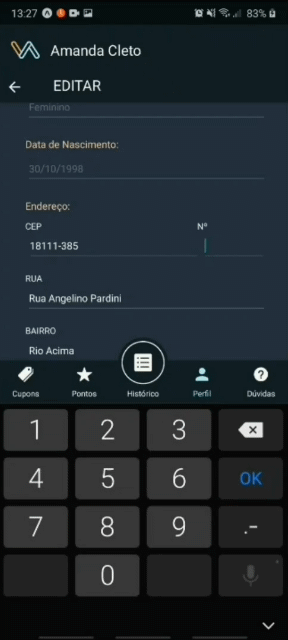 13:27 83%
Amanda Cleto
EDITAR
Feminino
Data de Nascimento:
30/10/1998
Endereço:
CEP Nº
18111-385
RUA
Rua Angelino Pardini
BAIRRO
Rio Acima
Cupons Pontos Histórico Perfil Dúvidas
1 2 3
4 5 6 OK
7 8 9 .-
0